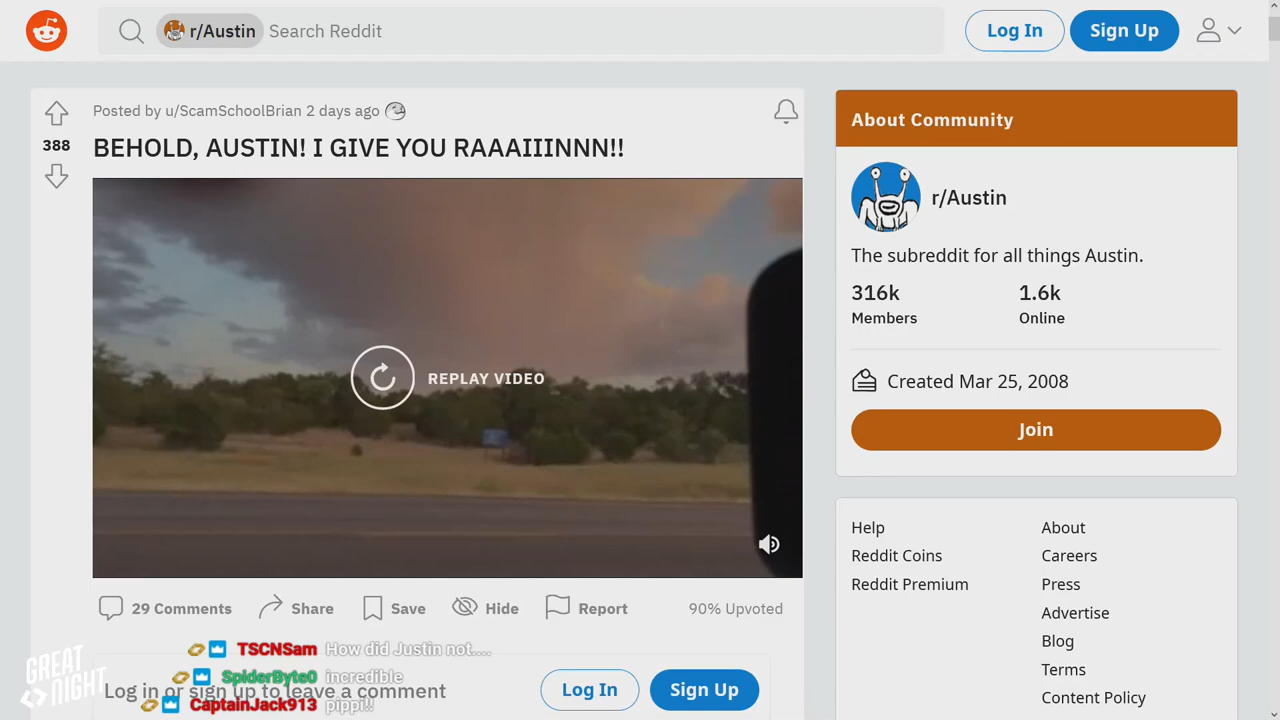 r/Austin Search Reddit
Log In
Sign Up
Posted by u/ScamSchoolBrian 2 days ago
388
BEHOLD, AUSTIN! I GIVE YOU RAAAIIINNN!!
REPLAY VIDEO
29 Comments
Share
Save
Hide
Report
90% Upvoted
TSCNSam How did Justin not....
SpiderByte0 incredible
CaptainJack913 pippi!!
GREAT NIGHT
Log in or sign up to leave a comment
Log In
Sign Up
About Community
r/Austin
The subreddit for all things Austin.
316k
Members
1.6k
Online
Created Mar 25, 2008
Join
Help
Reddit Coins
Reddit Premium
About
Careers
Press
Advertise
Blog
Terms
Content Policy